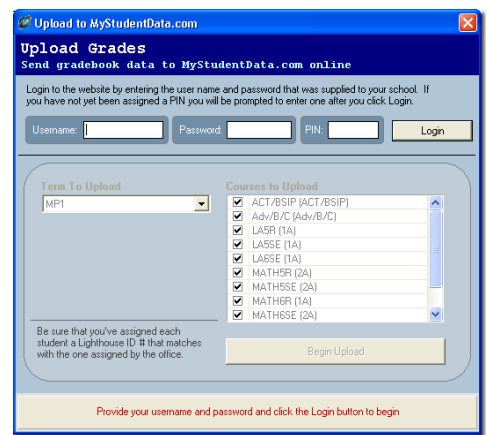 Upload to MyStudentData.com
Upload Grades
Send gradebook data to MyStudentData.com online
Login to the website by entering the user name and password that was supplied to your school. If
you have not yet been assigned a PIN you will be prompted to enter one after you click Login.
Username: Password: PIN: Login
Term To Upload
MP1
Courses to Upload
ACT/BSIP (ACT/BSIP)
Adv/B/C (Adv/B/C)
LA5R (1A)
LA5SE (1A)
LA6SE (1A)
MATH5R (2A)
MATH5SE (2A)
MATH6R (1A)
MATH6SE (2A)
Be sure that you've assigned each
student a Lighthouse ID # that matches
with the one assigned by the office.
Begin Upload
Provide your username and password and click the Login button to begin